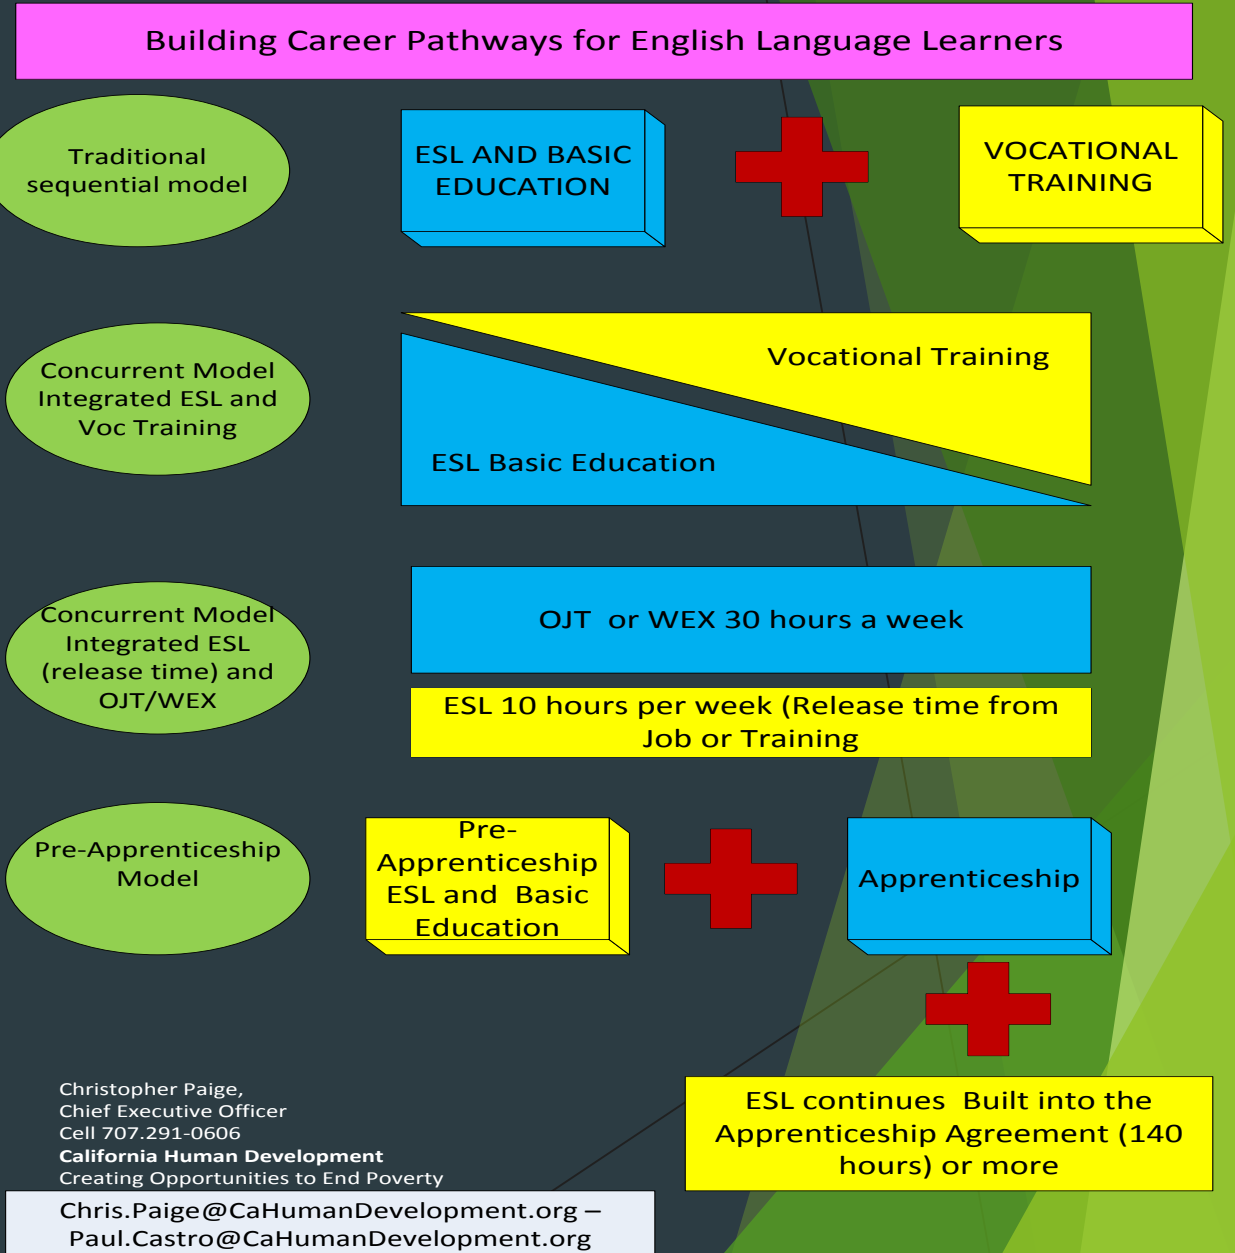 Building Career Pathways for English Language Learners
Traditional
sequential model
ESL AND BASIC
EDUCATION
VOCATIONAL
TRAINING
Concurrent Model
Integrated ESL and
Voc Training
Vocational Training
ESL Basic Education
Concurrent Model
Integrated ESL
(release time) and
OJT/WEX
OJT or WEX 30 hours a week
ESL 10 hours per week (Release time from
Job or Training
Pre-Apprenticeship
Model
Pre-
Apprenticeship
ESL and Basic
Education
Apprenticeship
ESL continues Built into the
Apprenticeship Agreement (140
hours) or more
Christopher Paige,
Chief Executive Officer
Cell 707.291-0606
California Human Development
Creating Opportunities to End Poverty
Chris.Paige@CaHumanDevelopment.org –
Paul.Castro@CaHumanDevelopment.org